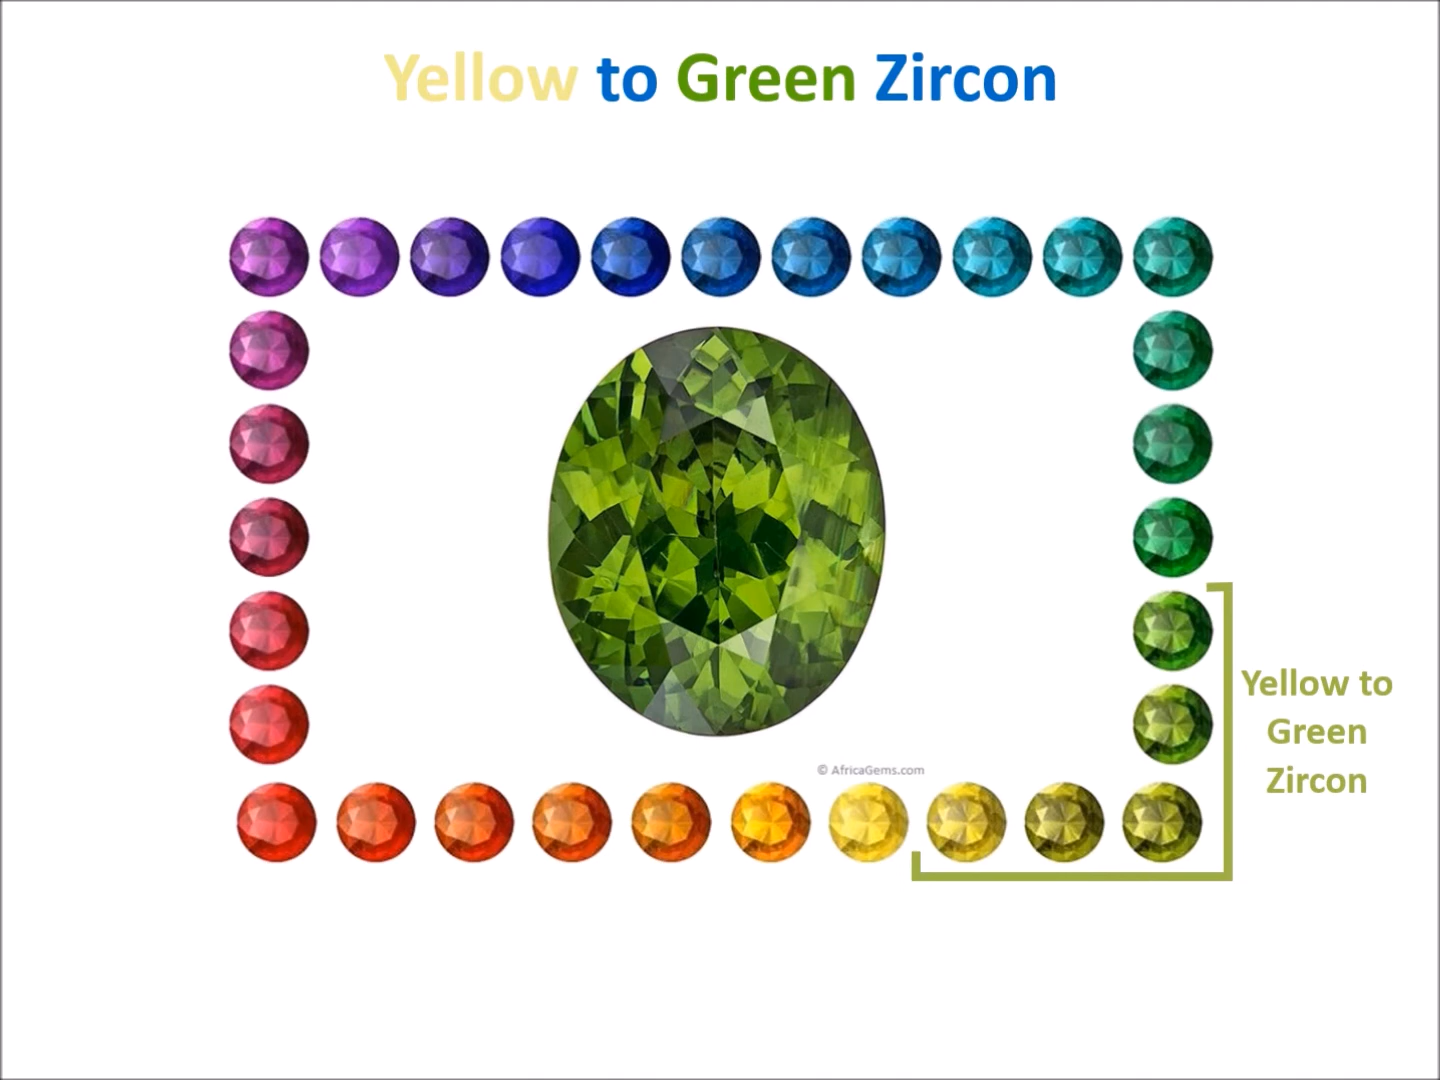 Yellow to Green Zircon
© AfricaGems.com
Yellow to
Green
Zircon